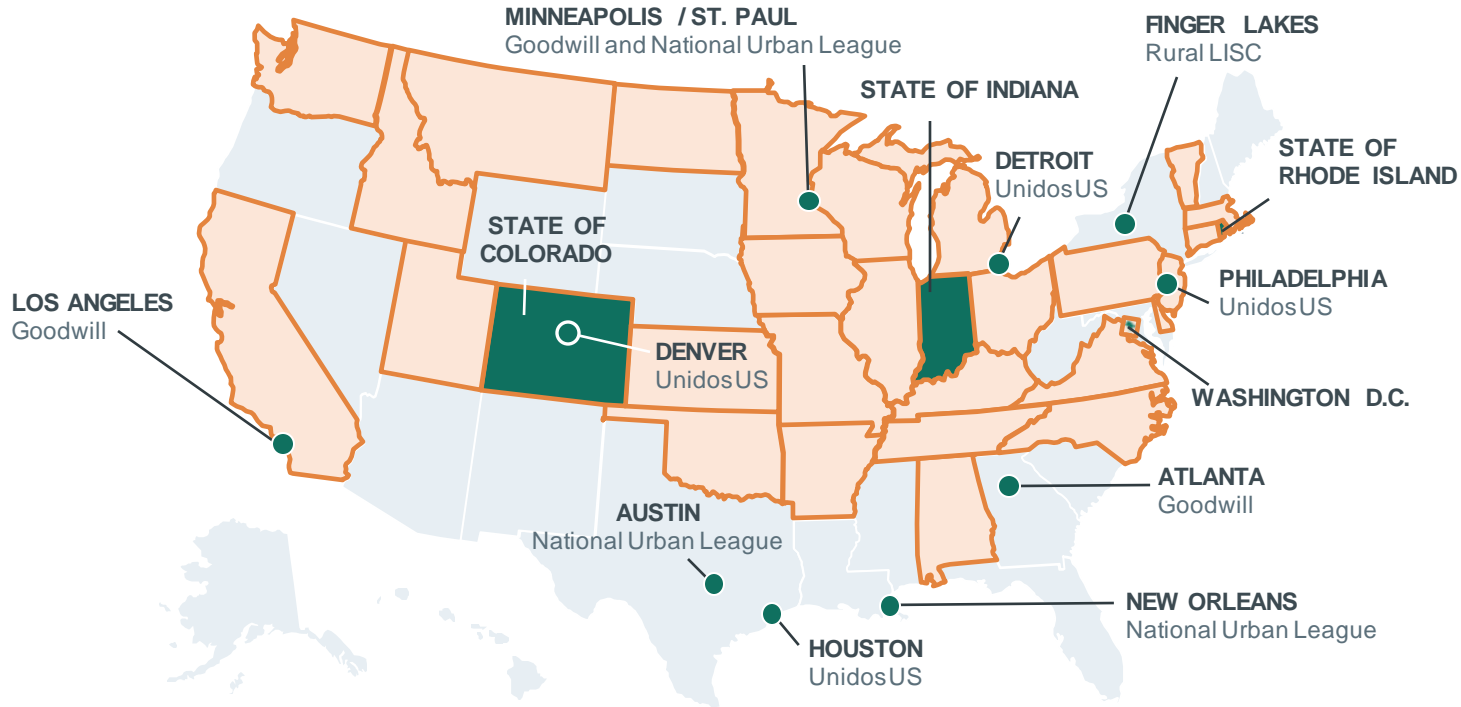 MINNEAPOLIS / ST. PAUL
Goodwill and National Urban League
FINGER LAKES
Rural LISC
STATE OF INDIANA
DETROIT
UnidosUS
STATE OF
RHODE ISLAND
STATE OF
COLORADO
LOS ANGELES
Goodwill
PHILADELPHIA
UnidosUS
DENVER
UnidosUS
WASHINGTON D.C.
ATLANTA
Goodwill
AUSTIN
National Urban League
NEW ORLEANS
National Urban League
HOUSTON
UnidosUS